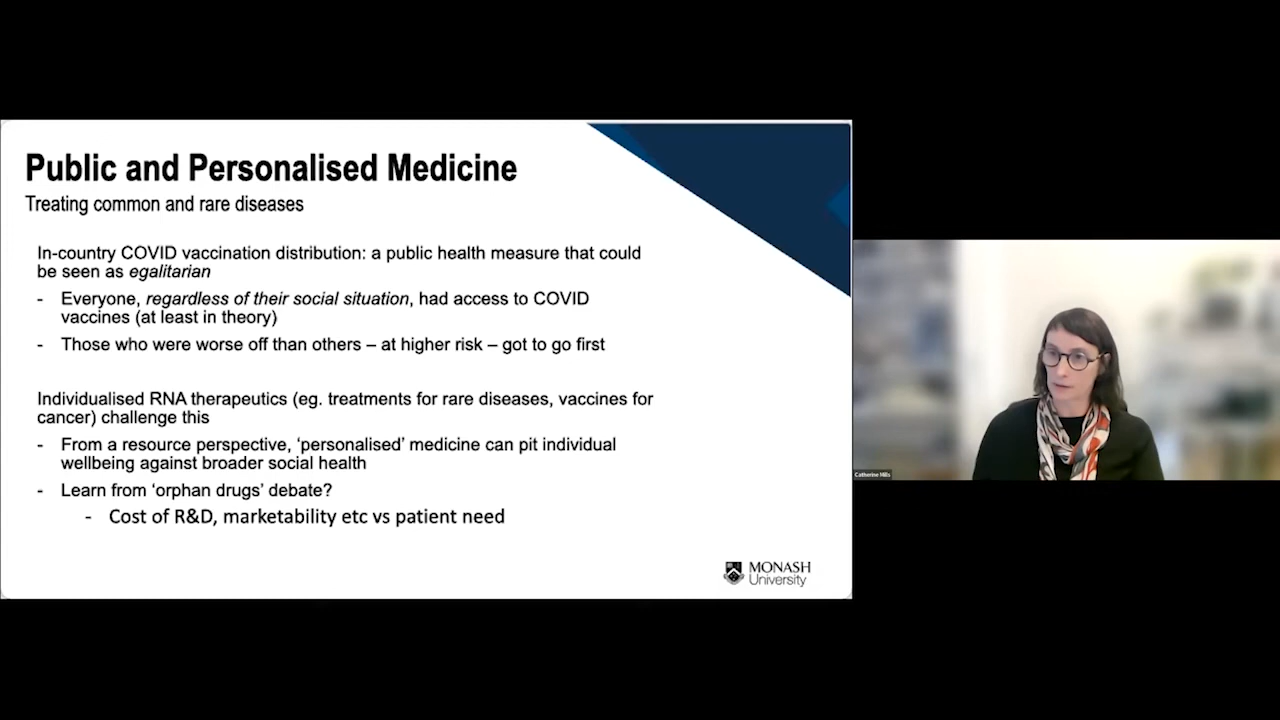 Public and Personalised Medicine
Treating common and rare diseases
In-country COVID vaccination distribution: a public health measure that could
be seen as egalitarian
- Everyone, regardless of their social situation, had access to COVID
vaccines (at least in theory)
- Those who were worse off than others – at higher risk – got to go first
Individualised RNA therapeutics (eg. treatments for rare diseases, vaccines for
cancer) challenge this
- From a resource perspective, ‘personalised’ medicine can pit individual
wellbeing against broader social health
- Learn from ‘orphan drugs’ debate?
- Cost of R&D, marketability etc vs patient need
MONASH
University
Catherine Mills